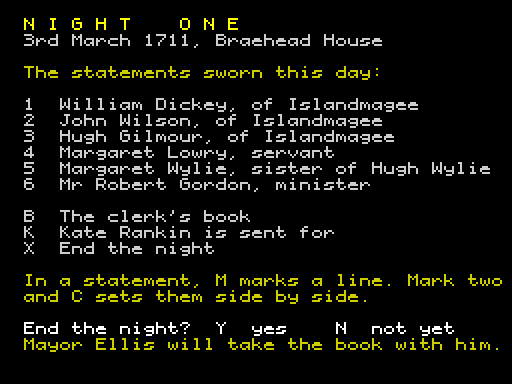 NIGHT ONE
3rd March 1711, Braehead House
The statements sworn this day:
1 William Dickey, of Islandmagee
2 John Wilson, of Islandmagee
3 Hugh Gilmour, of Islandmagee
4 Margaret Lowry, servant
5 Margaret Wylie, sister of Hugh Wylie
6 Mr Robert Gordon, minister
B The clerk's book
K Kate Rankin is sent for
X End the night
In a statement, M marks a line. Mark two
and C sets them side by side.
End the night? Y yes N not yet
Mayor Ellis will take the book with him.